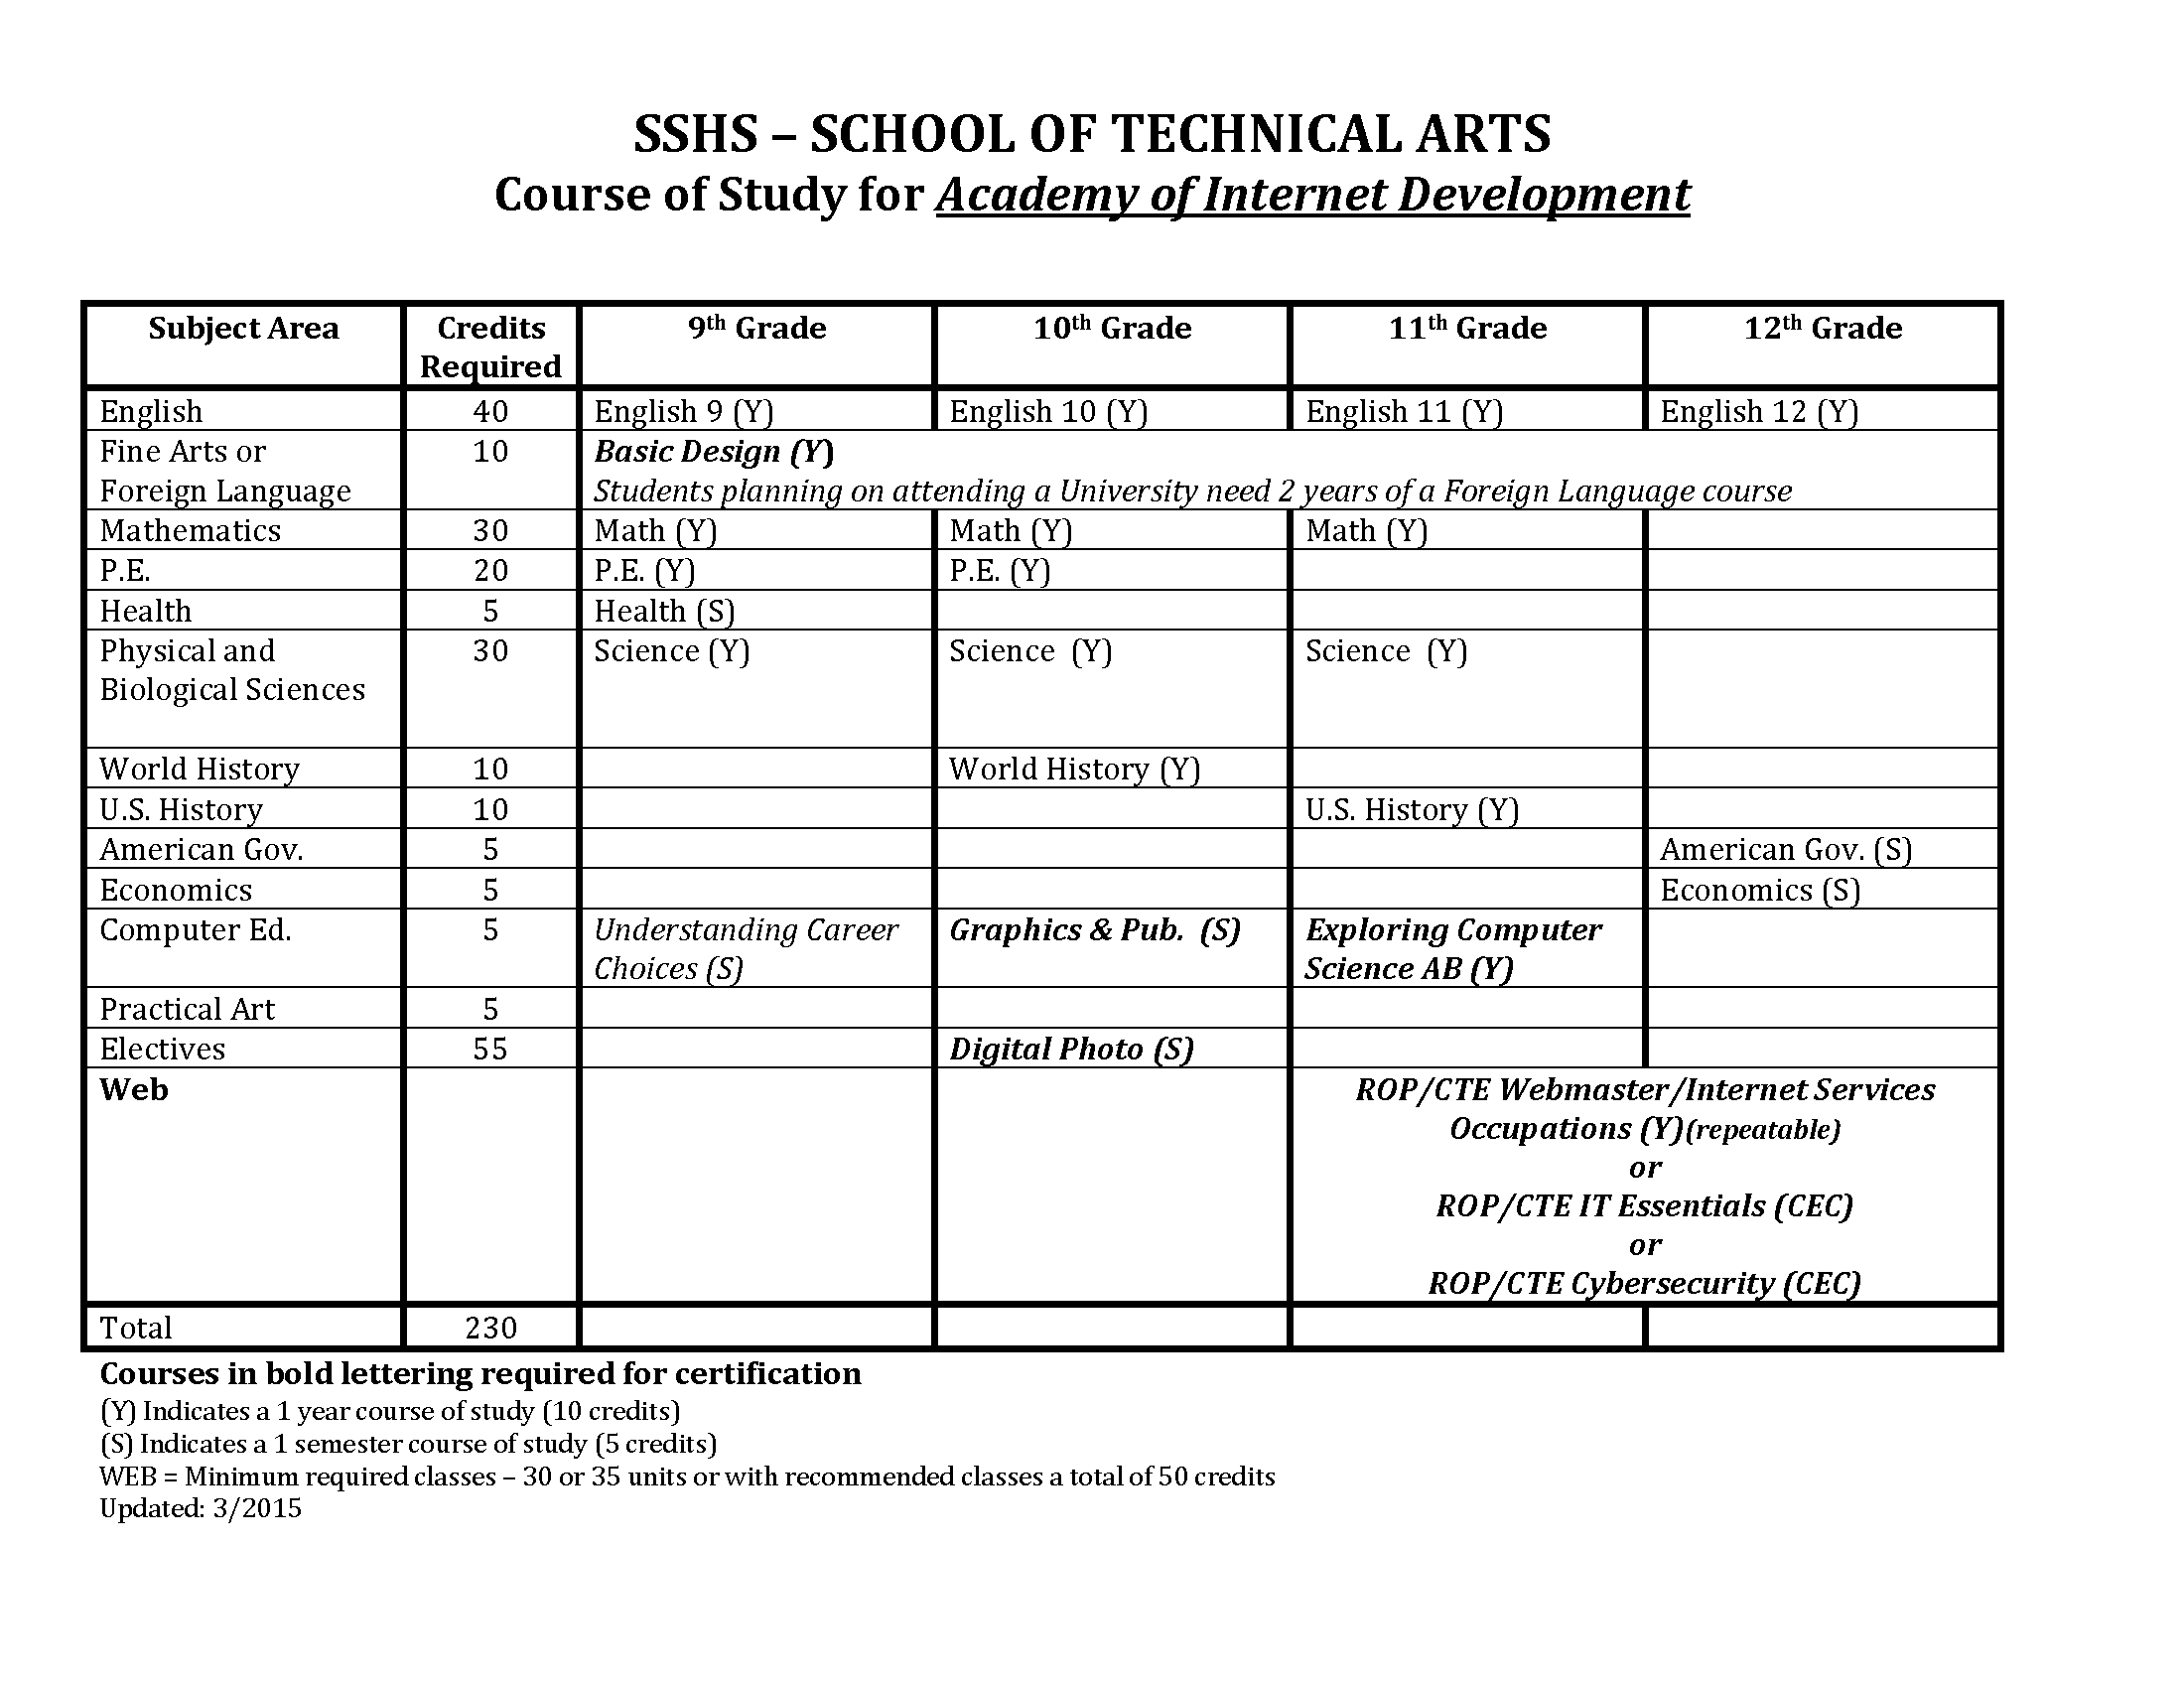 SSHS – SCHOOL OF TECHNICAL ARTS
Course of Study for Academy of Internet Development
Subject Area Credits Required 9th Grade 10th Grade 11th Grade 12th Grade
English 40 English 9 (Y) English 10 (Y) English 11 (Y) English 12 (Y)
Fine Arts or 10 Basic Design (Y)
Foreign Language Students planning on attending a University need 2 years of a Foreign Language course
Mathematics 30 Math (Y) Math (Y) Math (Y)
P.E. 20 P.E. (Y) P.E. (Y)
Health 5 Health (S)
Physical and 30 Science (Y) Science (Y) Science (Y)
Biological Sciences
World History 10 World History (Y)
U.S. History 10 U.S. History (Y)
American Gov. 5 American Gov. (S)
Economics 5 Economics (S)
Computer Ed. 5 Understanding Career Graphics & Pub. (S) Exploring Computer
Choices (S) Science AB (Y)
Practical Art 5
Electives 55 Digital Photo (S)
Web ROP/CTE Webmaster/Internet Services
Occupations (Y)(repeatable)
or
ROP/CTE IT Essentials (CEC)
or
ROP/CTE Cybersecurity (CEC)
Total 230
Courses in bold lettering required for certification
(Y) Indicates a 1 year course of study (10 credits)
(S) Indicates a 1 semester course of study (5 credits)
WEB = Minimum required classes – 30 or 35 units or with recommended classes a total of 50 credits
Updated: 3/2015